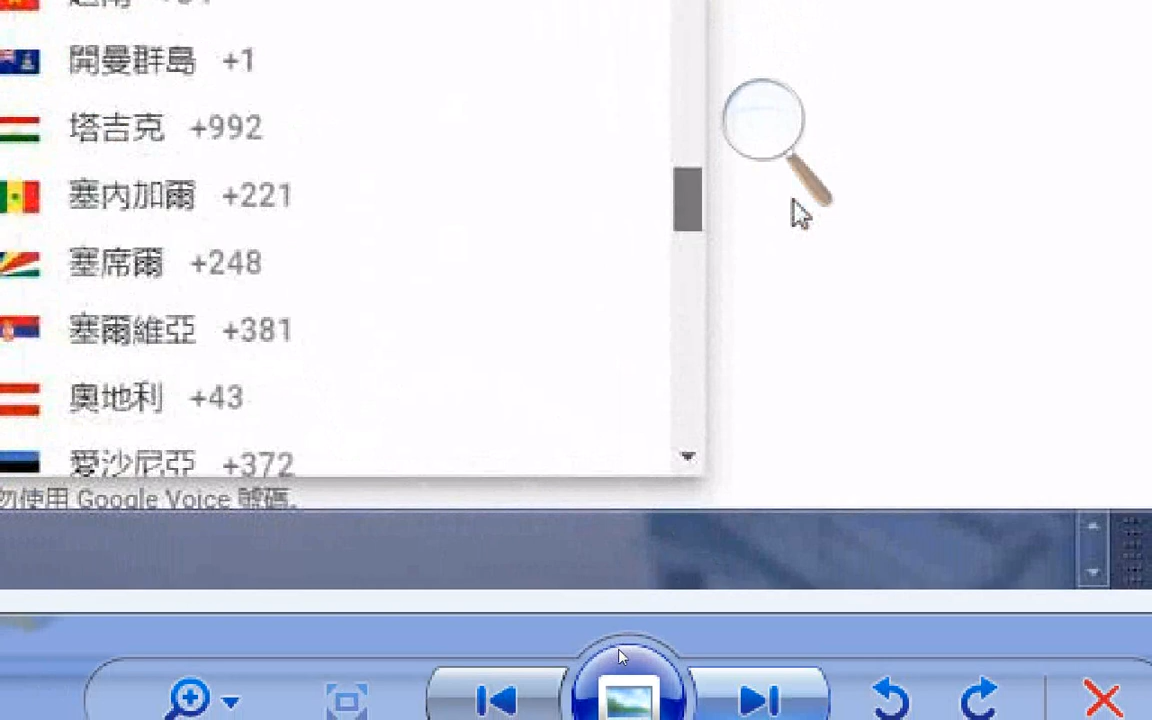 開曼群島 +1
塔吉克 +992
塞內加爾 +221
塞席爾 +248
塞爾維亞 +381
奧地利 +43
愛沙尼亞 +372
勿使用 Google Voice 號碼。